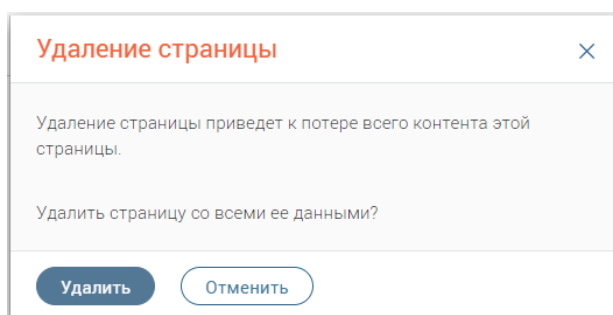 Удаление страницы
Удаление страницы приведет к потере всего контента этой
страницы.
Удалить страницу со всеми ее данными?
Удалить
Отменить